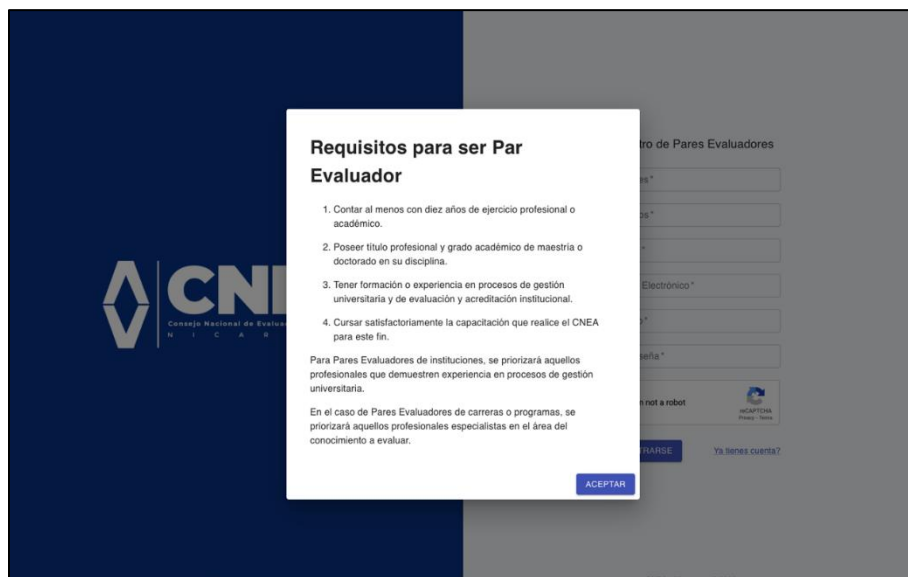 Requisitos para ser Par
Evaluador
1. Contar al menos con diez años de ejercicio profesional o
académico.
2. Poseer título profesional y grado académico de maestría o
doctorado en su disciplina.
3. Tener formación o experiencia en procesos de gestión
universitaria y de evaluación y acreditación institucional.
4. Cursar satisfactoriamente la capacitación que realice el CNEA
para este fin.
Para Pares Evaluadores de instituciones, se priorizará aquellos
profesionales que demuestren experiencia en procesos de gestión
universitaria.
En el caso de Pares Evaluadores de carreras o programas, se
priorizará aquellos profesionales especialistas en el área del
conocimiento a evaluar.
ACEPTAR
CN
Consejo Nacional de
N I C A R
de Pares Evaluadores
Electrónico *
not a robot
reCAPTCHA
Privacy - Terms
Ya tienes cuenta?